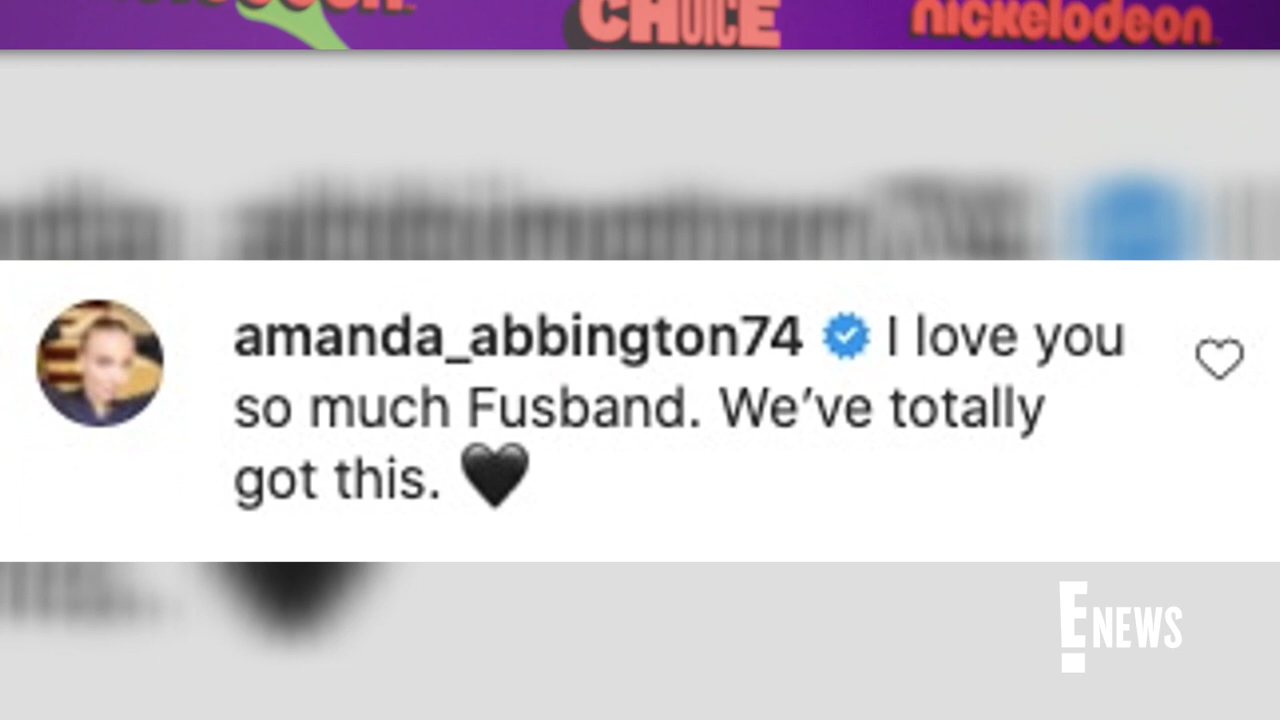 nickelodeon
CHOICE
amanda_abbington74 I love you
so much Fusband. We’ve totally
got this. 🖤
E! NEWS